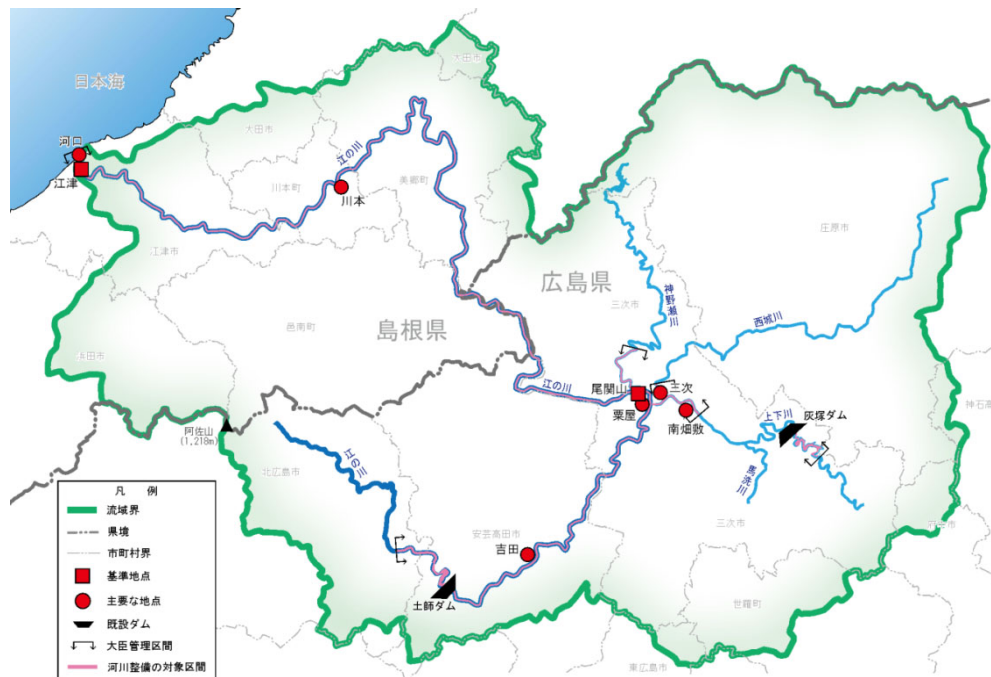 日本海
大田市
大田市
河口
江津
江の川
川本町
川本
美郷町
江津市
庄原市
広島県
三次市
神野瀬川
西城川
島根県
邑南町
浜田市
江の川
尾関山
三次
粟屋
南畑敷
上下川
灰塚ダム
馬洗川
阿佐山
(1,218m)
江の川
北広島市
三次市
安芸高田市
吉田
土師ダム
世羅町
東広島市
凡 例
流域界
県境
市町村界
基準地点
主要な地点
既設ダム
大臣管理区間
河川整備の対象区間